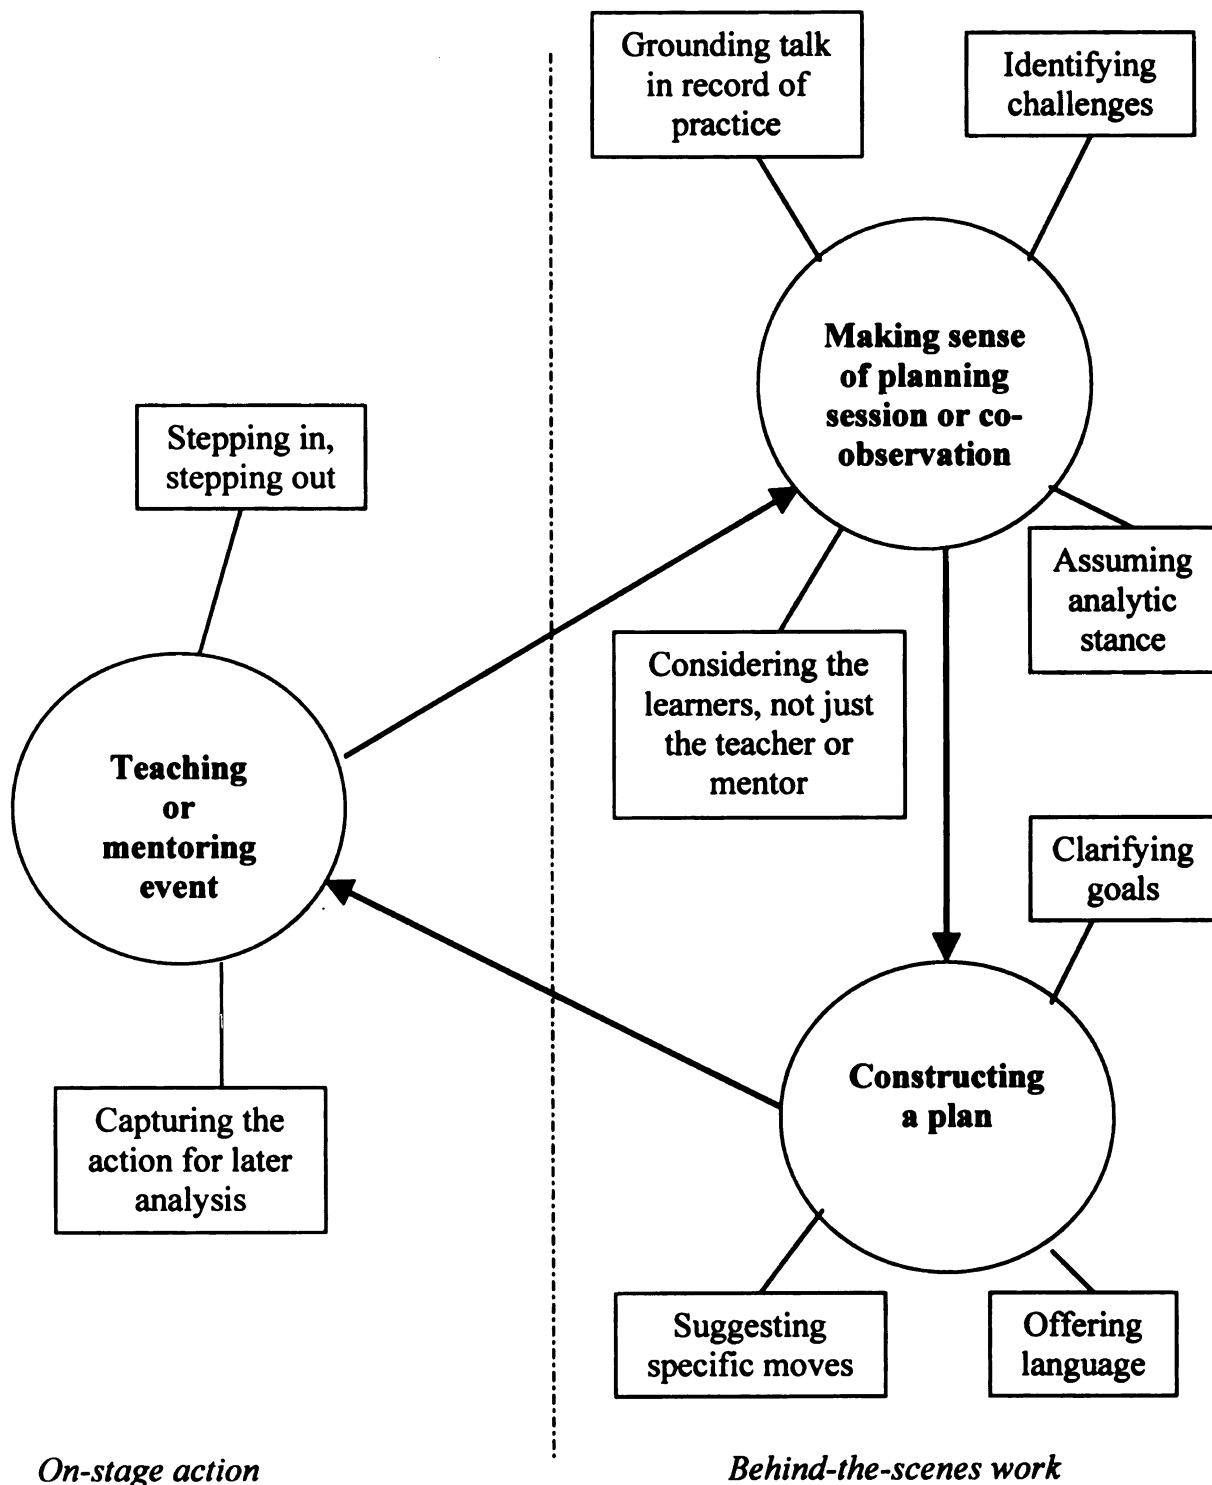 Grounding talk
in record of
practice
Identifying
challenges
Making sense
of planning
session or co-
observation
Stepping in,
stepping out
Assuming
analytic
stance
Considering the
learners, not just
the teacher or
mentor
Teaching
or
mentoring
event
Clarifying
goals
Constructing
a plan
Capturing the
action for later
analysis
Suggesting
specific moves
Offering
language
On-stage action
Behind-the-scenes work